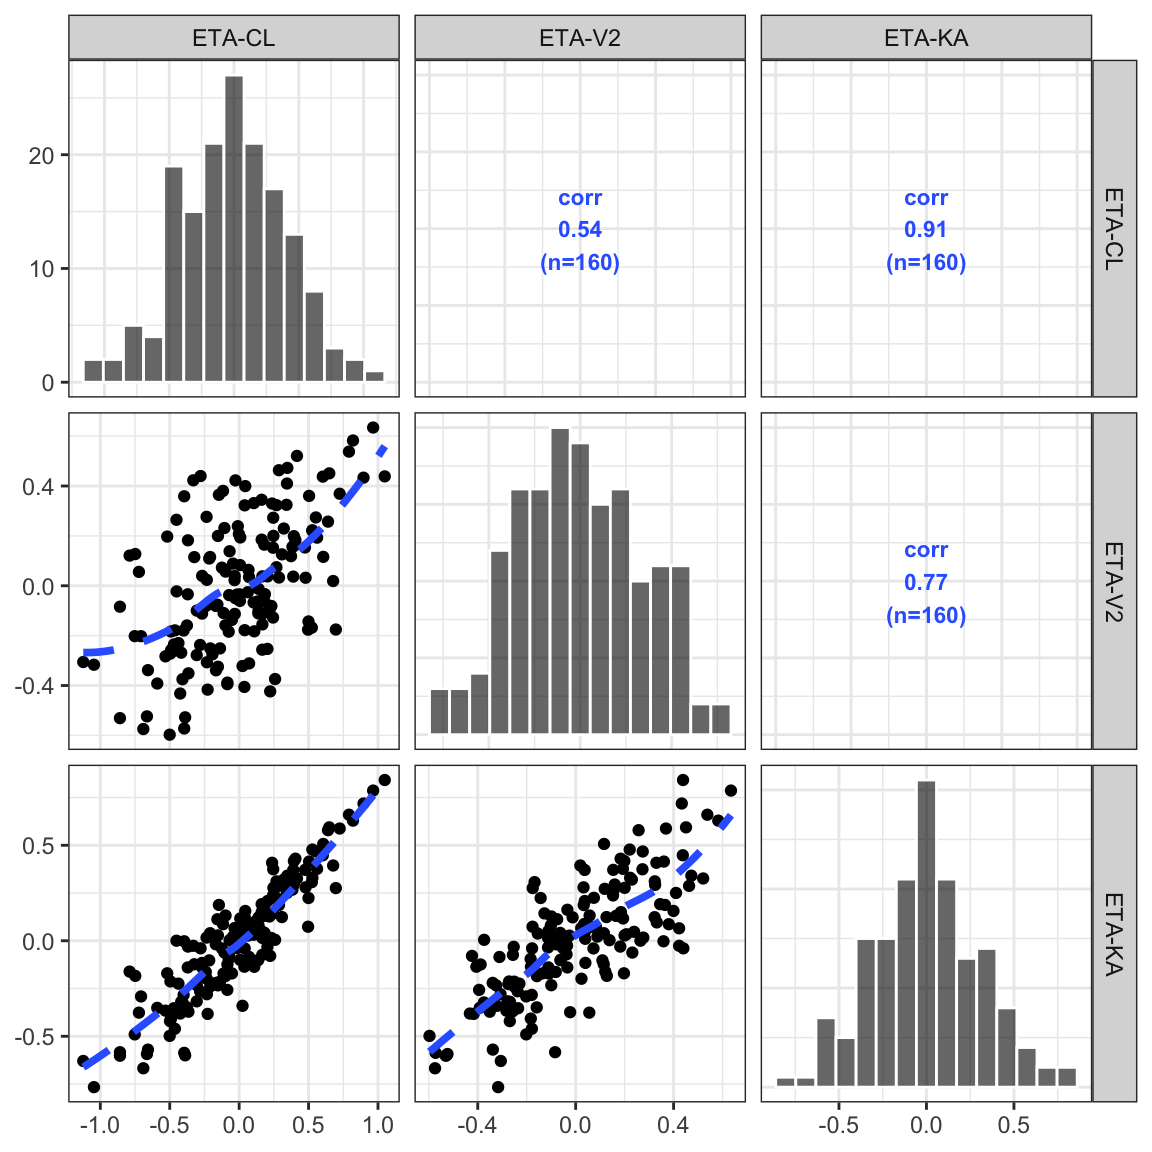 ETA-CL ETA-V2 ETA-KA
20
10
0
corr
0.54
(n=160)
corr
0.91
(n=160)
ETA-CL
0.4
0.0
-0.4
corr
0.77
(n=160)
ETA-V2
0.5
0.0
-0.5
ETA-KA
-1.0 -0.5 0.0 0.5 1.0 -0.4 0.0 0.4 -0.5 0.0 0.5